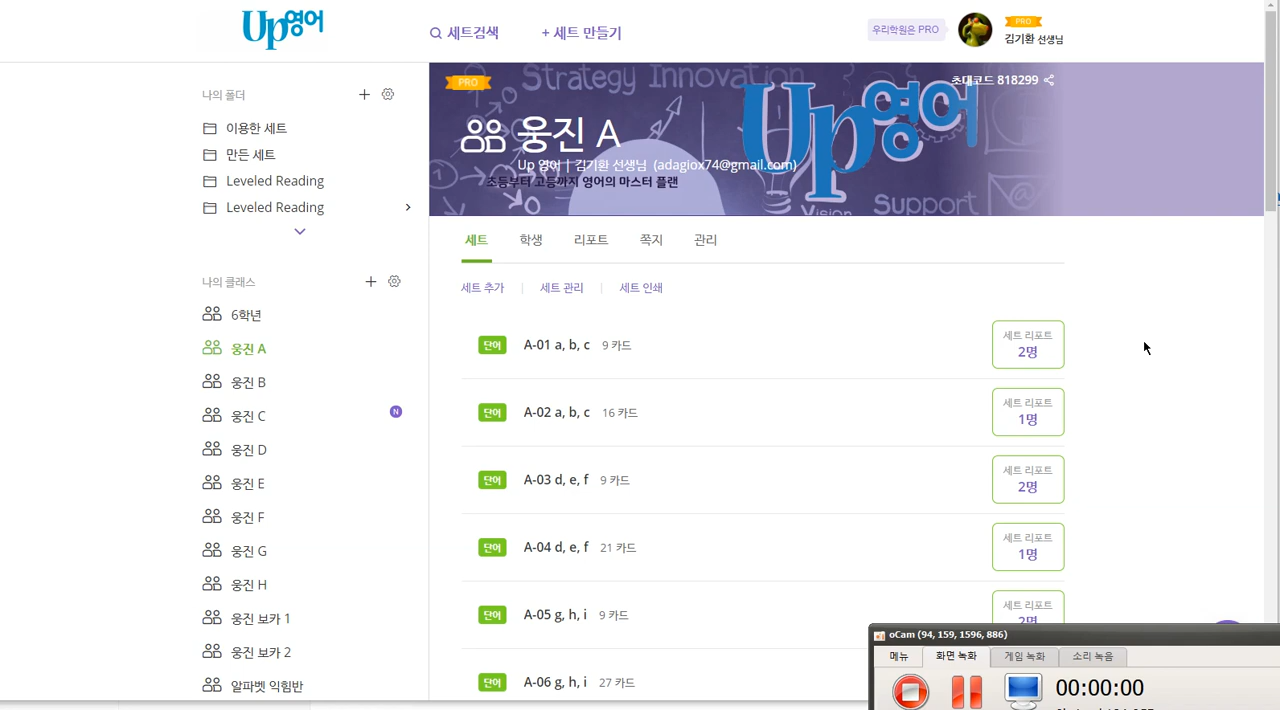 Up영어
세트검색
+ 세트 만들기
우리학원은 PRO
PRO
김기환 선생님
나의 폴더
이용한 세트
만든 세트
Leveled Reading
Leveled Reading
나의 클래스
6학년
웅진 A
웅진 B
웅진 C
N
웅진 D
웅진 E
웅진 F
웅진 G
웅진 H
웅진 보카 1
웅진 보카 2
알파벳 익힘반
PRO
Strategy Innovation
초대코드 818299
웅진 A
Up영어
Up 영어 | 김기환 선생님 (adagiox74@gmail.com)
초등부터 고등까지 영어의 마스터 플랜
Vision
Support
세트 학생 리포트 쪽지 관리
세트 추가 | 세트 관리 | 세트 인쇄
단어 A-01 a, b, c 9 카드
세트 리포트
2명
단어 A-02 a, b, c 16 카드
세트 리포트
1명
단어 A-03 d, e, f 9 카드
세트 리포트
2명
단어 A-04 d, e, f 21 카드
세트 리포트
1명
단어 A-05 g, h, i 9 카드
세트 리포트
2명
단어 A-06 g, h, i 27 카드
oCam (94, 159, 1596, 886)
메뉴 화면 녹화 게임 녹화 소리 녹음
00:00:00